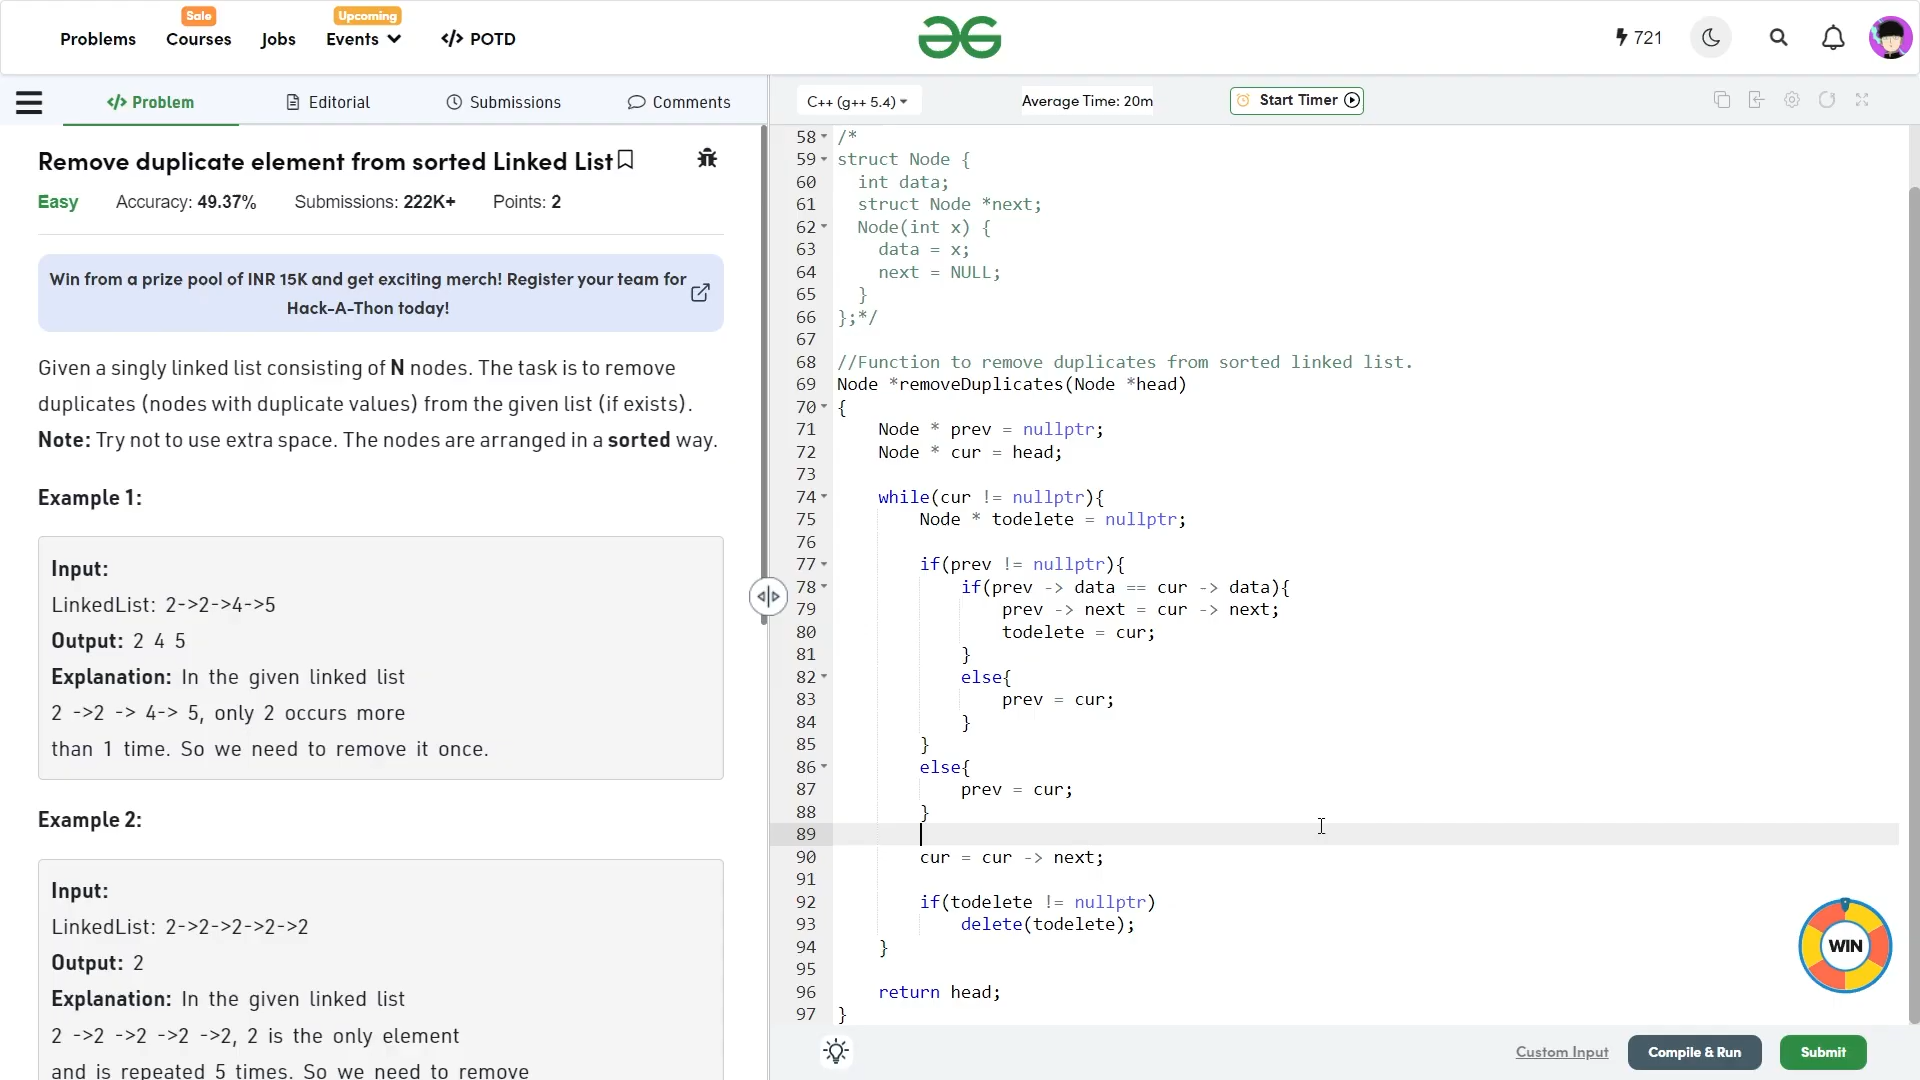 Sale
Upcoming
Problems
Courses
Jobs
Events
</> POTD
721
</> Problem
Editorial
Submissions
Comments
C++ (g++ 5.4)
Average Time: 20m
Start Timer
Remove duplicate element from sorted Linked List
Easy
Accuracy: 49.37%
Submissions: 222K+
Points: 2
Win from a prize pool of INR 15K and get exciting merch! Register your team for
Hack-A-Thon today!
Given a singly linked list consisting of N nodes. The task is to remove
duplicates (nodes with duplicate values) from the given list (if exists).
Note: Try not to use extra space. The nodes are arranged in a sorted way.
Example 1:
Input:
LinkedList: 2->2->4->5
Output: 2 4 5
Explanation: In the given linked list
2 ->2 -> 4-> 5, only 2 occurs more
than 1 time. So we need to remove it once.
Example 2:
Input:
LinkedList: 2->2->2->2->2
Output: 2
Explanation: In the given linked list
2 ->2 ->2 ->2 ->2, 2 is the only element
and is repeated 5 times. So we need to remove
58 /*
59 struct Node {
60 int data;
61 struct Node *next;
62 Node(int x) {
63 data = x;
64 next = NULL;
65 }
66 };*/
67
68 //Function to remove duplicates from sorted linked list.
69 Node *removeDuplicates(Node *head)
70 {
71 Node * prev = nullptr;
72 Node * cur = head;
73
74 while(cur != nullptr){
75 Node * todelete = nullptr;
76
77 if(prev != nullptr){
78 if(prev -> data == cur -> data){
79 prev -> next = cur -> next;
80 todelete = cur;
81 }
82 else{
83 prev = cur;
84 }
85 }
86 else{
87 prev = cur;
88 }
89
90 cur = cur -> next;
91
92 if(todelete != nullptr)
93 delete(todelete);
94 }
95
96 return head;
97 }
WIN
Custom Input
Compile & Run
Submit